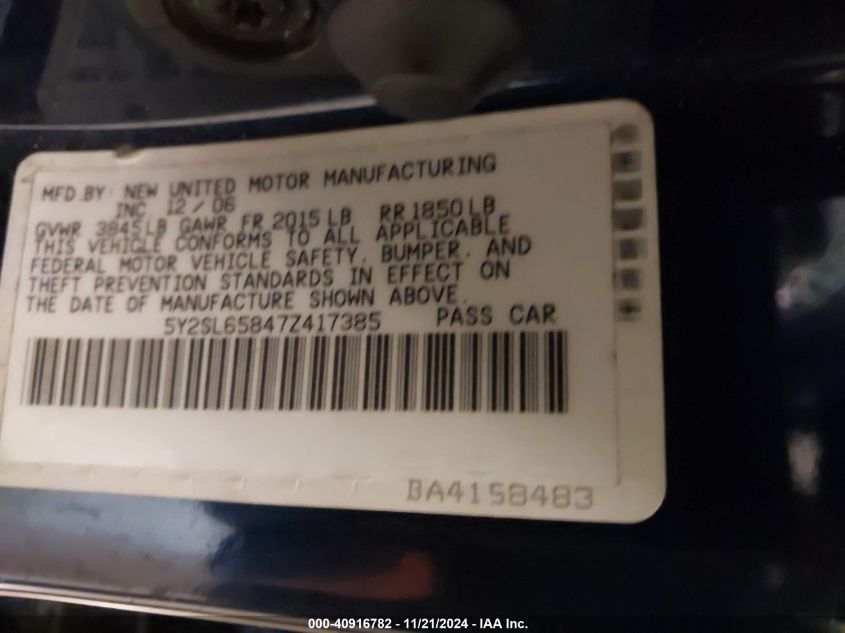 MFD.BY: NEW UNITED MOTOR MANUFACTURING
INC 12/06
GVWR 3845LB GAWR FR 2015LB RR 1850LB
THIS VEHICLE CONFORMS TO ALL APPLICABLE
FEDERAL MOTOR VEHICLE SAFETY, BUMPER, AND
THEFT PREVENTION STANDARDS IN EFFECT ON
THE DATE OF MANUFACTURE SHOWN ABOVE.
5Y2SL65847Z417385 PASS CAR
BA4158483
000-40916782 - 11/21/2024 - IAA Inc.